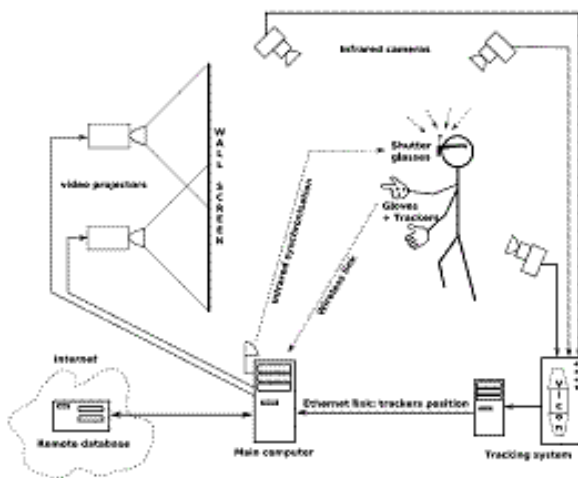 Infrared cameras
WALL SCREEN
Shutter
glasses
video projectors
Gloves
+ Trackers
Infrared synchronisation
Wireless link
internet
Ethernet link: trackers position
vicon
Remote database
Main computer
Tracking system